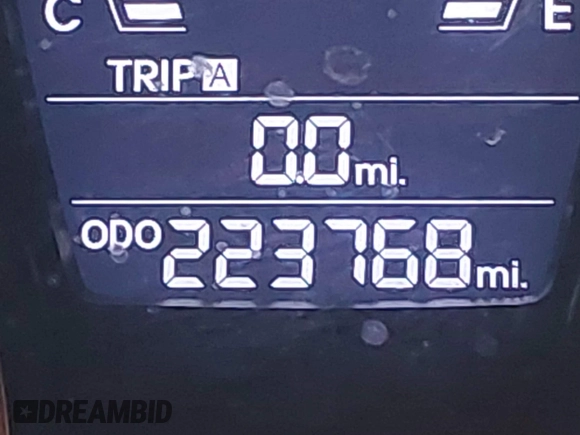 C E
TRIP A
0.0 mi.
ODO 223768 mi.
DREAMBID